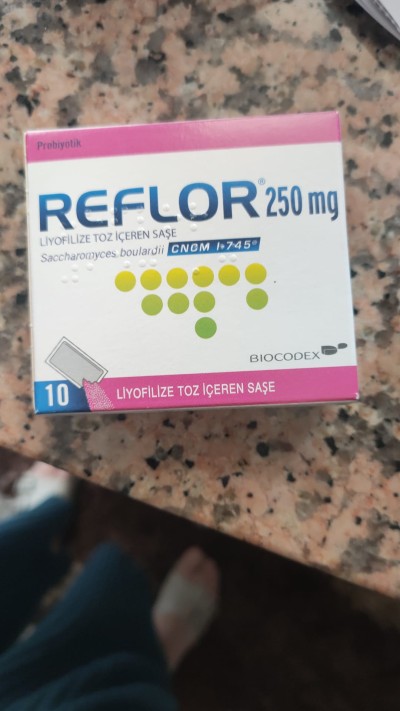 Probiyotik
REFLOR® 250 mg
LİYOFİLİZE TOZ İÇEREN SAŞE
Saccharomyces boulardii CNCM I-745®
BIOCODEX
10 LİYOFİLİZE TOZ İÇEREN SAŞE